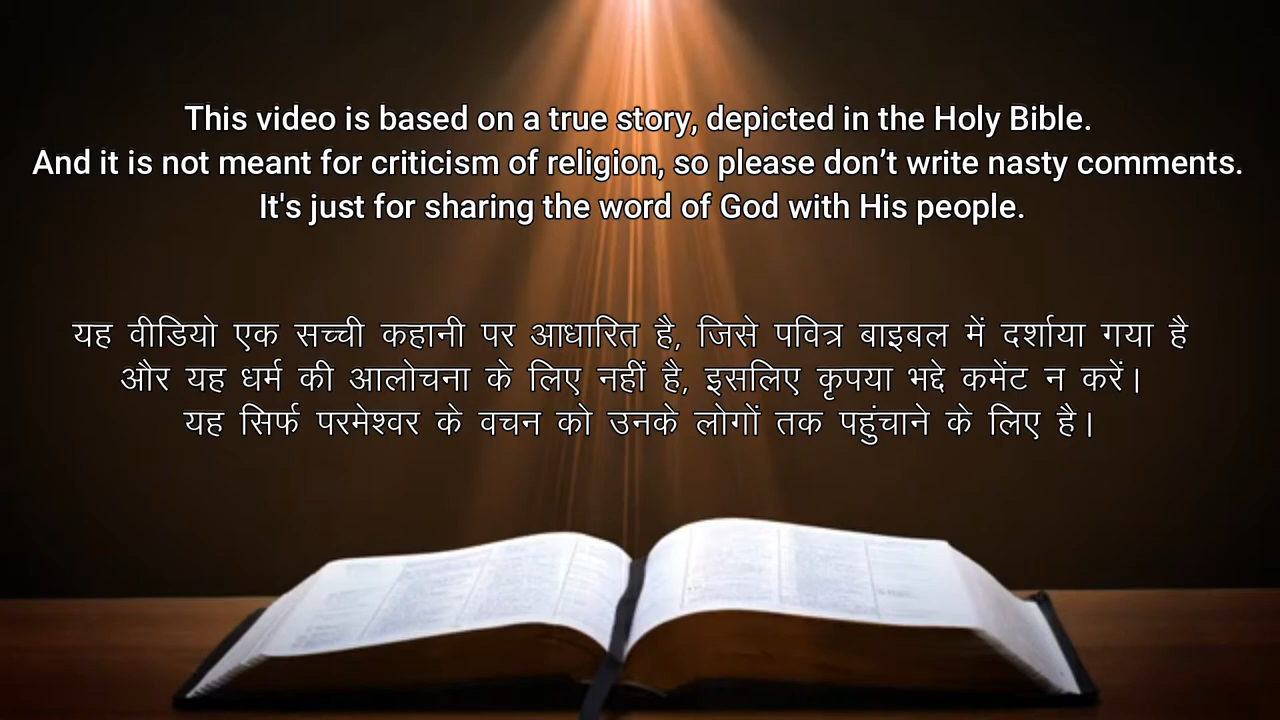 This video is based on a true story, depicted in the Holy Bible.
And it is not meant for criticism of religion, so please don’t write nasty comments.
It's just for sharing the word of God with His people.
यह वीडियो एक सच्ची कहानी पर आधारित है, जिसे पवित्र बाइबल में दर्शाया गया है
और यह धर्म की आलोचना के लिए नहीं है, इसलिए कृपया भद्दे कमेंट न करें।
यह सिर्फ परमेश्वर के वचन को उनके लोगों तक पहुंचाने के लिए है।